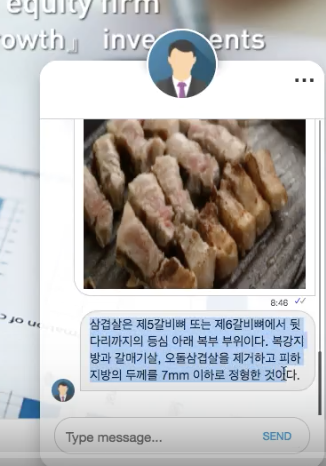 equity firm
owth』 inve ents
...
8:46
삼겹살은 제5갈비뼈 또는 제6갈비뼈에서 뒷
다리까지의 등심 아래 복부 부위이다. 복강지
방과 갈매기살, 오돌삼겹살을 제거하고 피하
지방의 두께를 7mm 이하로 정형한 것이다.
Type message...
SEND